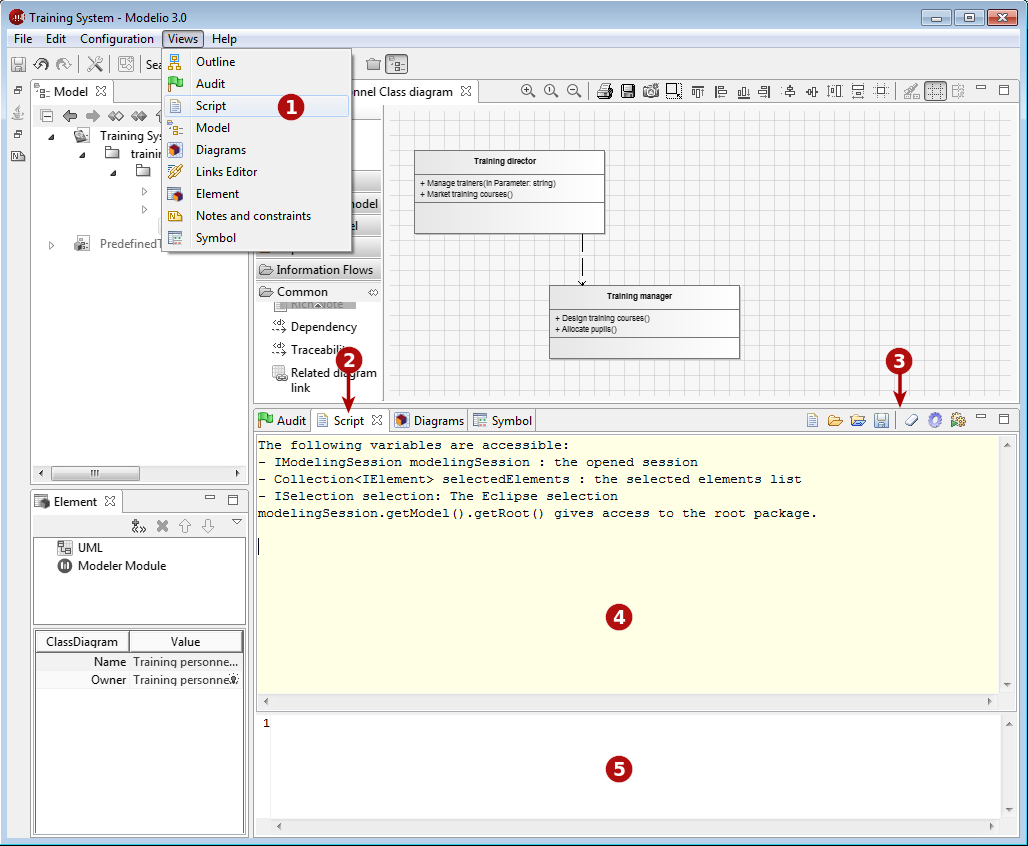 Training System - Modelio 3.0
File Edit Configuration Views Help
Outline
Audit
Script
Model
Diagrams
Links Editor
Element
Notes and constraints
Symbol
1
Model
nnel Class diagram
Training Sys
trainin
PredefinedT
Information Flows
Common
Rich Note
Dependency
Traceability
Related diagram
link
Training director
+ Manage trainers(In Parameter: string)
+ Market training courses()
Training manager
+ Design training courses()
+ Allocate pupils()
2
3
Audit Script Diagrams Symbol
The following variables are accessible:
- IModelingSession modelingSession : the opened session
- Collection<IElement> selectedElements : the selected elements list
- ISelection selection: The Eclipse selection
modelingSession.getModel().getRoot() gives access to the root package.
4
1
5
Element
UML
Modeler Module
ClassDiagram Value
Name Training personne...
Owner Training personne